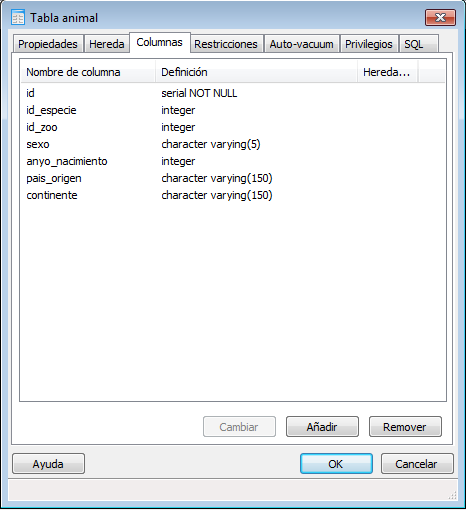 Tabla animal
Propiedades Hereda Columnas Restricciones Auto-vacuum Privilegios SQL
Nombre de columna Definición Hereda...
id serial NOT NULL
id_especie integer
id_zoo integer
sexo character varying(5)
anyo_nacimiento integer
pais_origen character varying(150)
continente character varying(150)
Cambiar Añadir Remover
Ayuda OK Cancelar